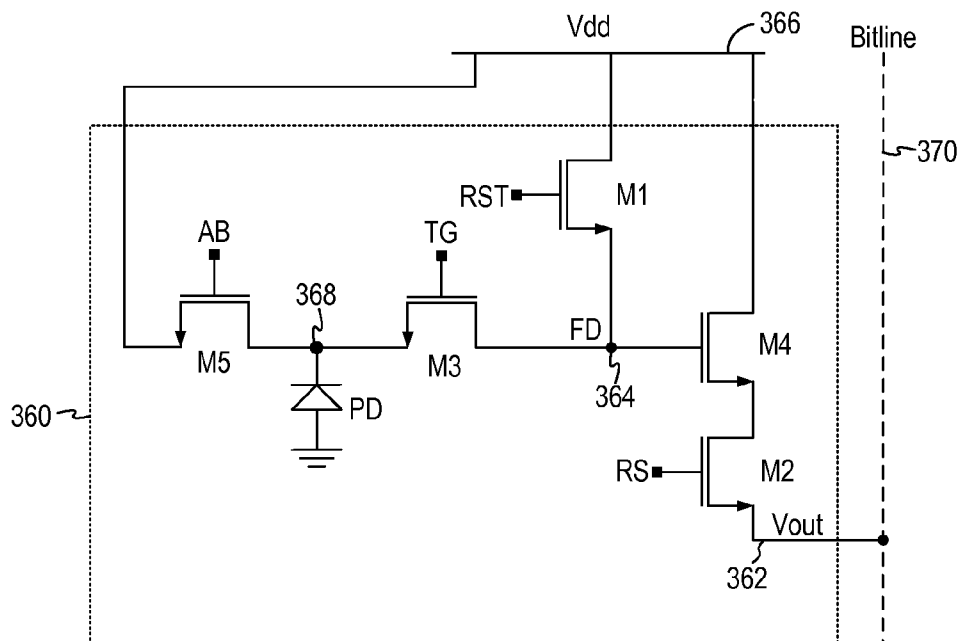 Vdd
366
Bitline
370
RST
M1
AB
TG
368
FD
M5
M3
364
M4
360
PD
RS
M2
Vout
362